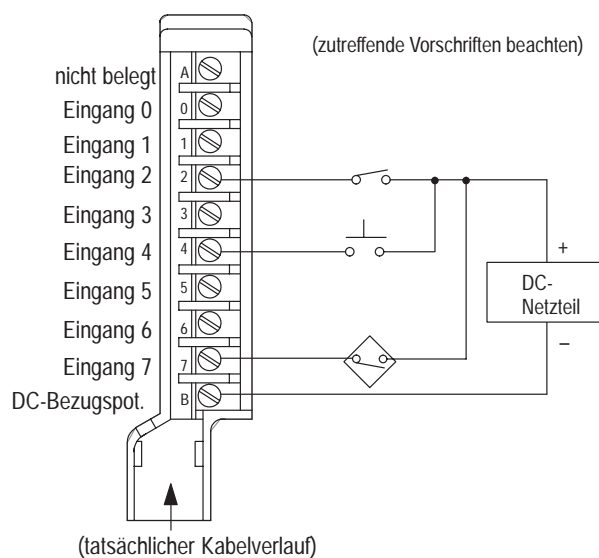 (zutreffende Vorschriften beachten)
nicht belegt A
Eingang 0 0
Eingang 1 1
Eingang 2 2
Eingang 3 3
Eingang 4 4
Eingang 5 5
Eingang 6 6
Eingang 7 7
DC-Bezugspot. B
+
DC-
Netzteil
–
(tatsächlicher Kabelverlauf)